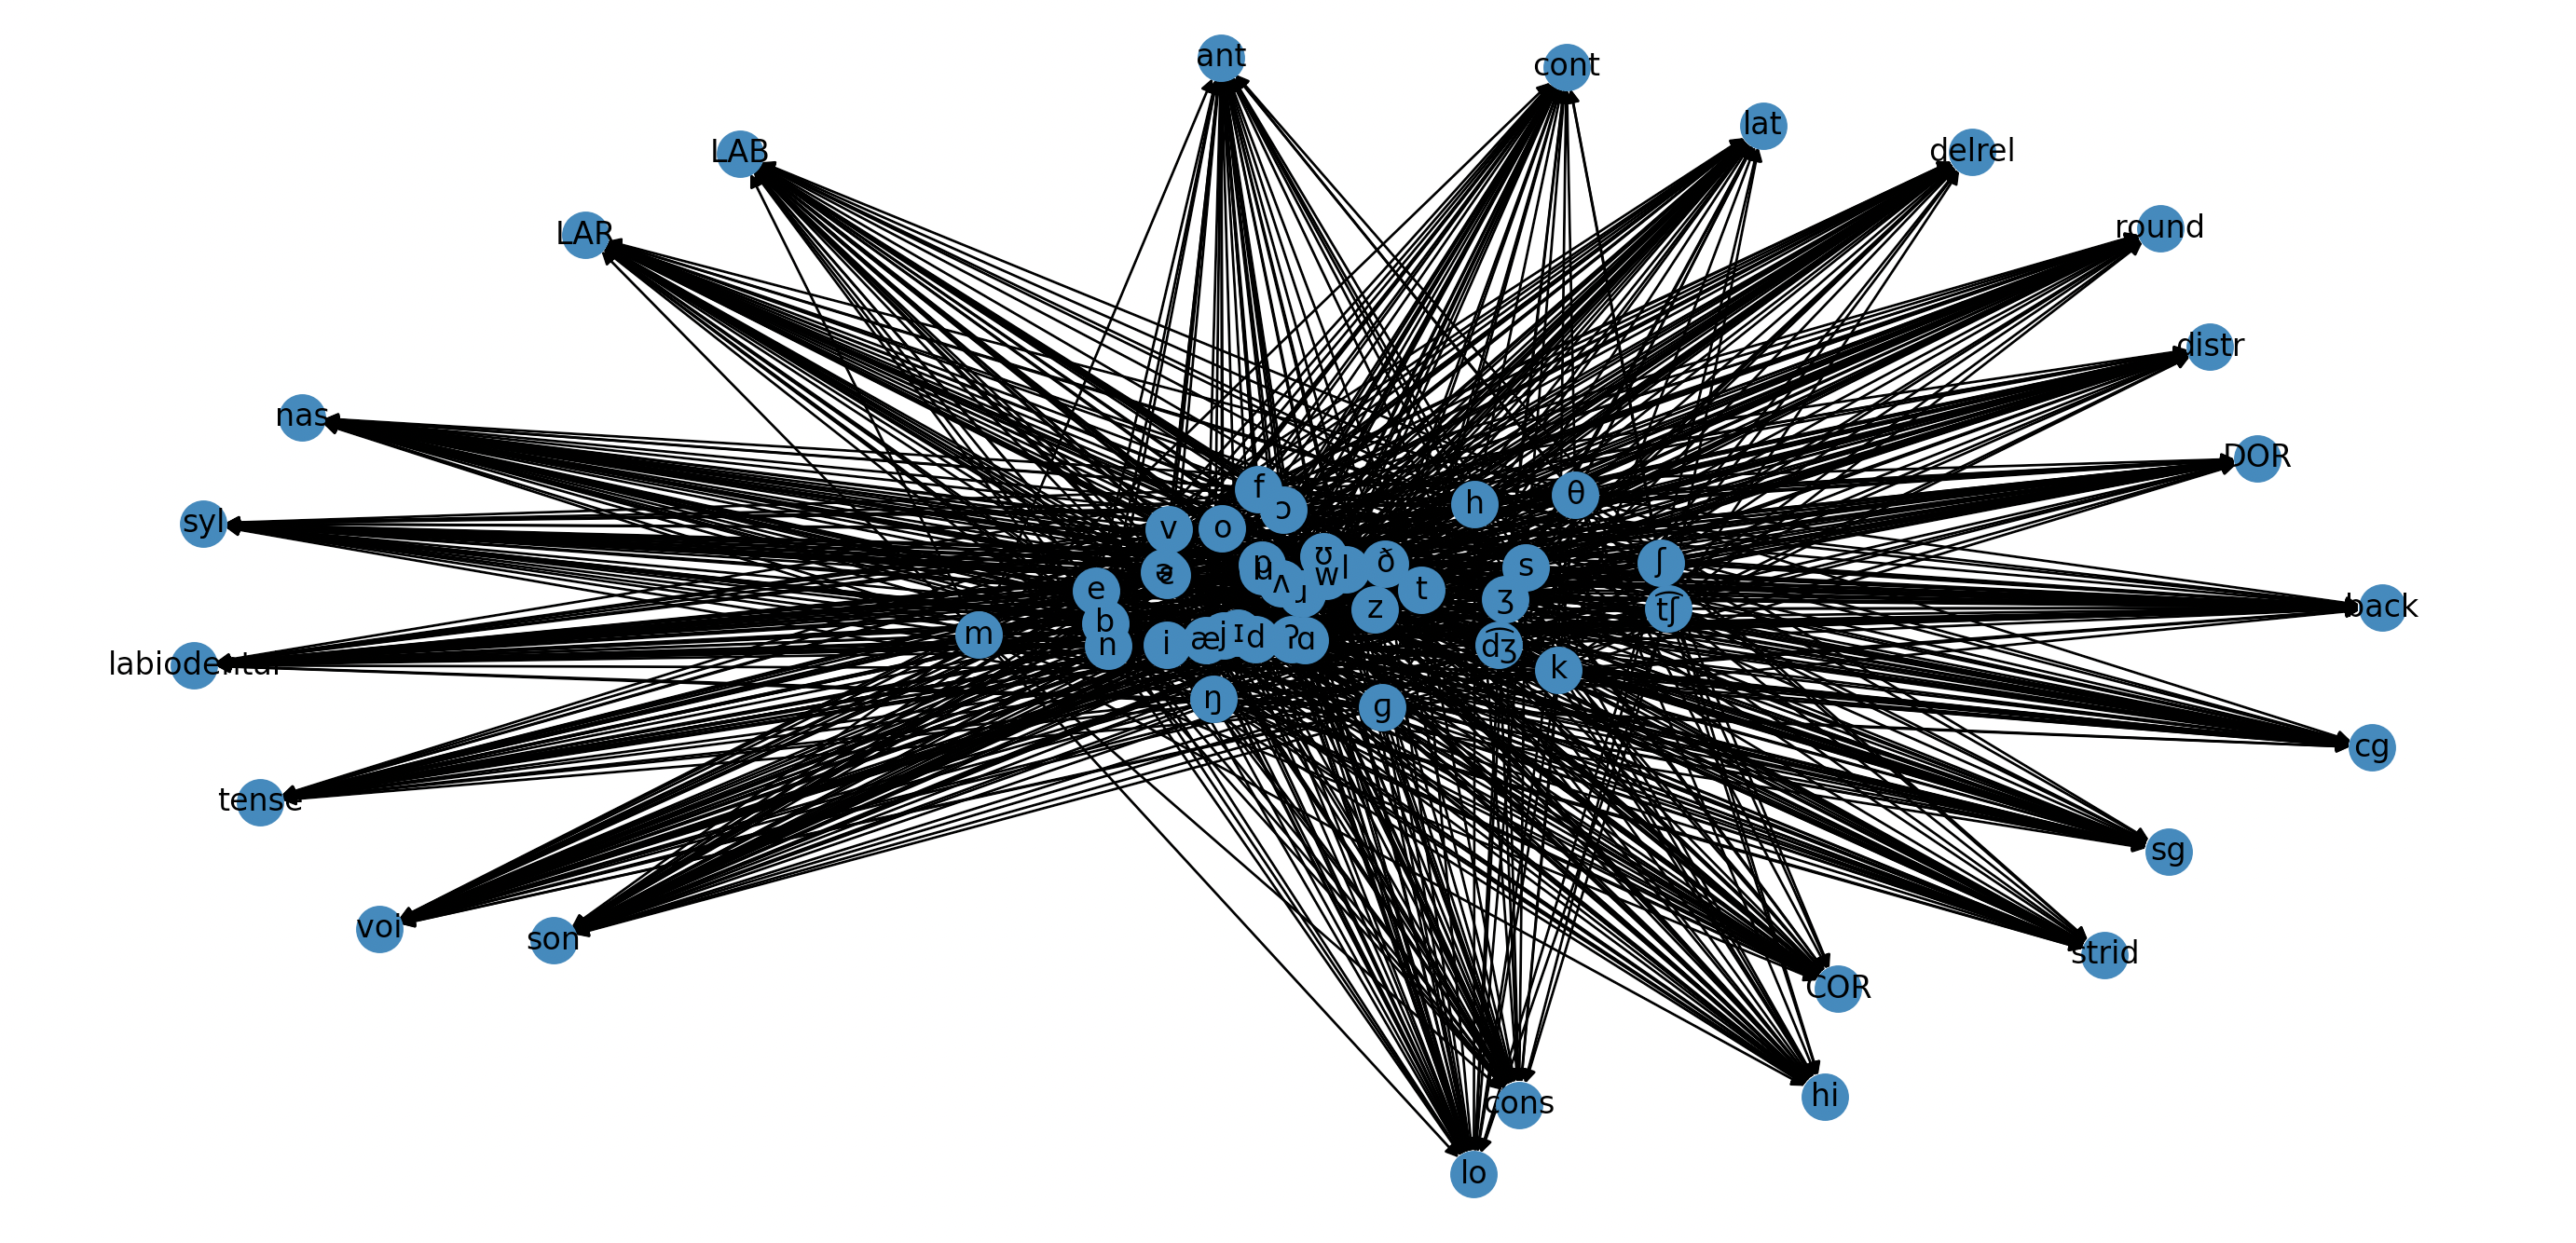 ant
cont
lat
LAB
delrel
LAR
round
distr
nas
DOR
f
θ
ɔ
h
syl
v
o
ʊ
ð
ʃ
p
u
w
l
s
ə
ɛ
e
ʌ
ɹ
t
z
ʒ
t͡ʃ
back
b
m
n
i
æ
j
ɪ
d
ʔ
ɑ
d͡ʒ
k
labiodental
ŋ
ɡ
cg
tense
sg
voi
son
strid
COR
hi
cons
lo